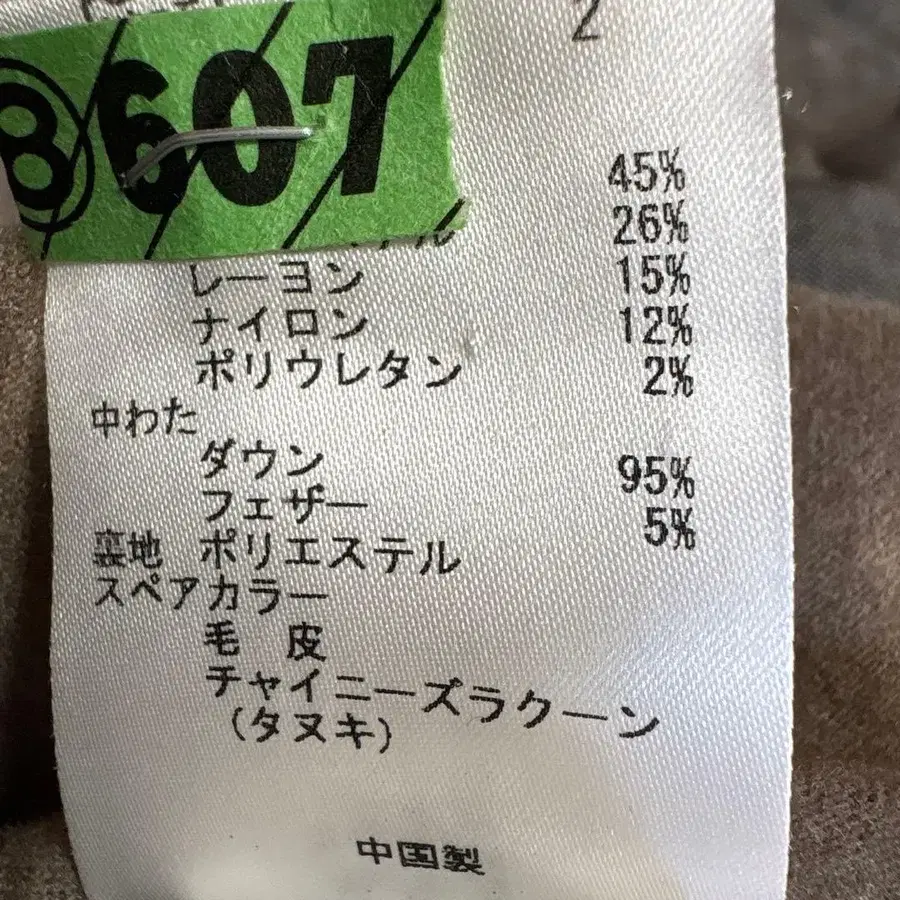 2
⑧607
45%
26%
レーヨン 15%
ナイロン 12%
ポリウレタン 2%
中わた
ダウン 95%
フェザー 5%
裏地 ポリエステル
スペアカラー
毛 皮
チャイニーズラクーン
(タヌキ)
中国製